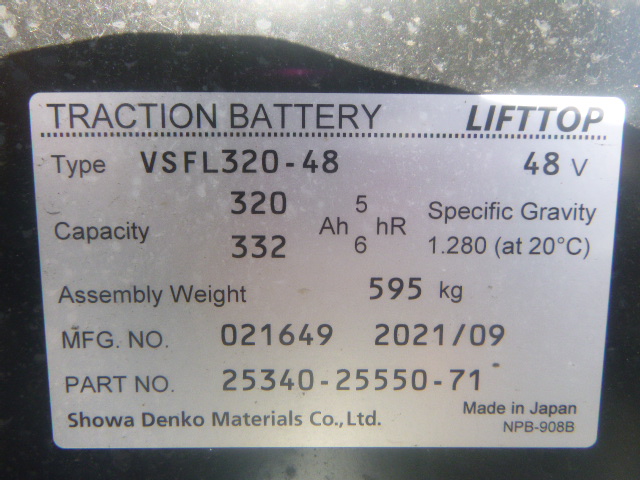 TRACTION BATTERY LIFTTOP
Type VSFL320-48 48 V
320 5
Capacity Ah hR Specific Gravity
332 6 1.280 (at 20°C)
Assembly Weight 595 kg
MFG. NO. 021649 2021/09
PART NO. 25340-25550-71
Showa Denko Materials Co.,Ltd. Made in Japan
NPB-908B